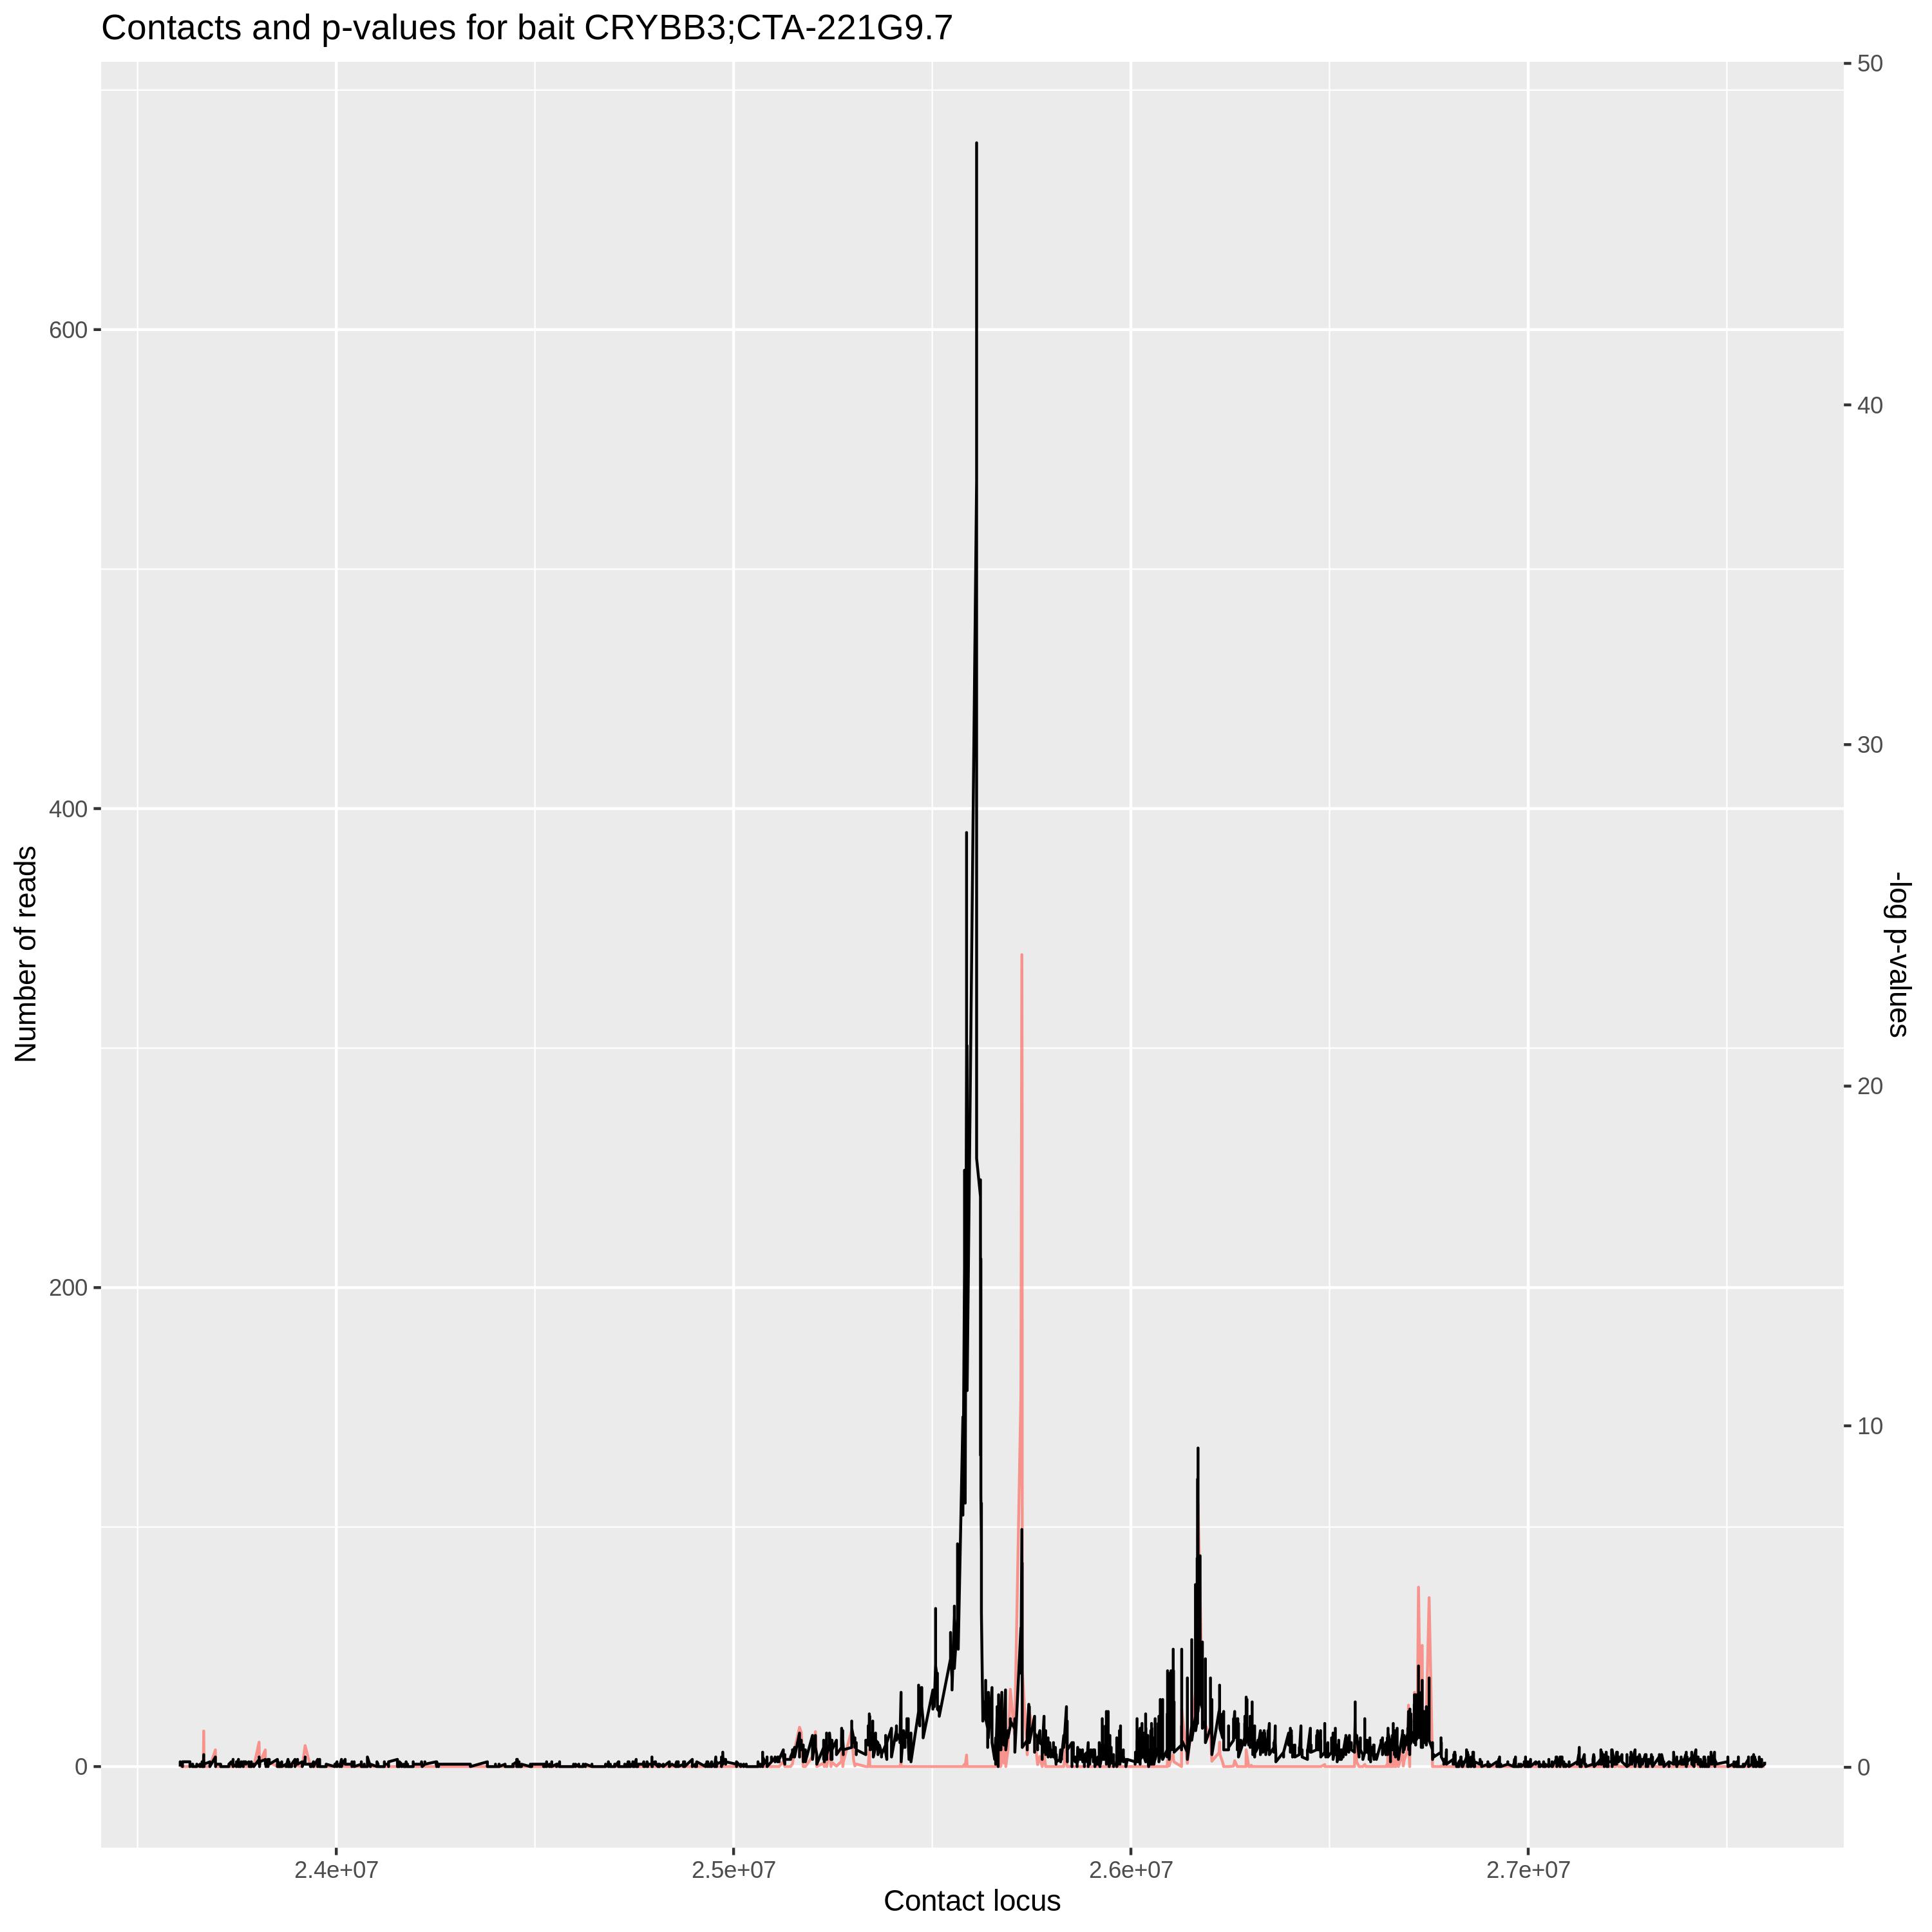 Contacts and p-values for bait CRYBB3;CTA-221G9.7
Number of reads
600
400
200
0
50
40
30
20
10
0
-log p-values
2.4e+07
2.5e+07
2.6e+07
2.7e+07
Contact locus